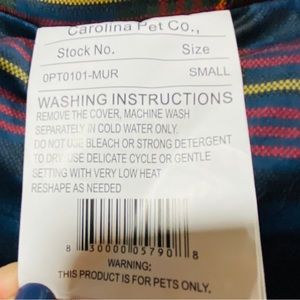 Carolina Pet Co.,
Stock No. Size
0PT0101-MUR SMALL
WASHING INSTRUCTIONS
REMOVE THE COVER, MACHINE WASH
SEPARATELY IN COLD WATER ONLY.
DO NOT USE BLEACH OR STRONG DETERGENT
TO DRY USE DELICATE CYCLE OR GENTLE
SETTING WITH VERY LOW HEAT
RESHAPE AS NEEDED
8 30000 05790 8
WARNING:
THIS PRODUCT IS FOR PETS ONLY.